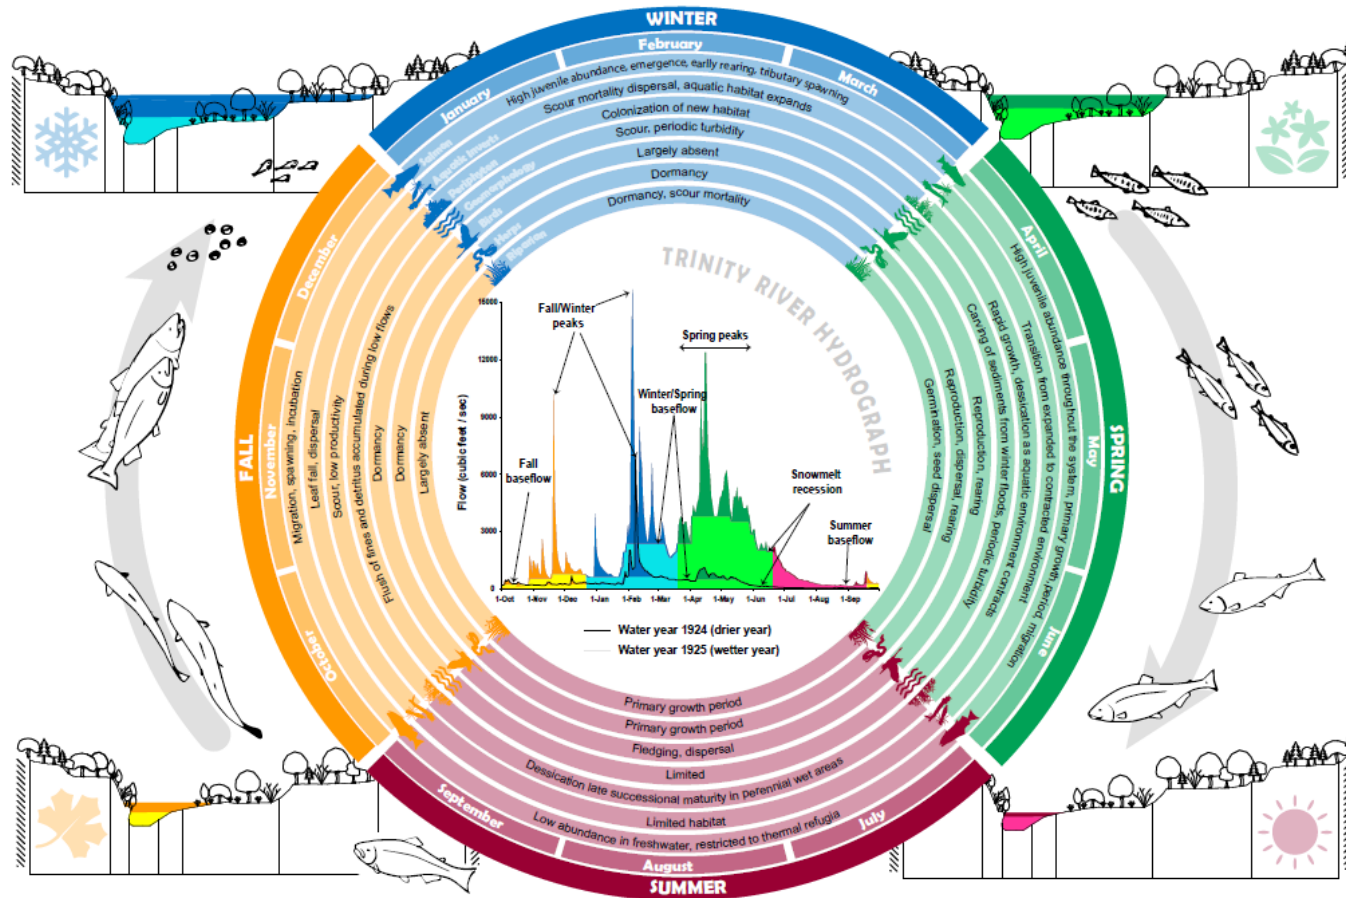 WINTER
January
February
March
High juvenile abundance, emergence, early rearing, tributary spawning
Scour mortality dispersal, aquatic habitat expands
Colonization of new habitat
Scour, periodic turbidity
Largely absent
Dormancy
Dormancy, scour mortality
Salmon
Aquatic Inverts
Periphyton
Geomorphology
Birds
Herps
Riparian
SPRING
April
May
June
High juvenile abundance throughout the system, primary growth, period, migration
Transition from expanded to contracted environment
Rapid growth, dessication as aquatic environment contracts
Carving of sediments from winter floods, periodic turbidity
Reproduction, rearing
Reproduction, dispersal, rearing
Germination, seed dispersal
FALL
December
November
October
Migration, spawning, incubation
Leaf fall, dispersal
Scour, low productivity
Flush of fines and detritus accumulated during low flows
Dormancy
Dormancy
Largely absent
TRINITY RIVER HYDROGRAPH
Flow (cubic feet / sec)
16000
12000
9000
6000
3000
0
Fall/Winter
peaks
Spring peaks
Winter/Spring
baseflow
Fall
baseflow
Snowmelt
recession
Summer
baseflow
1-Oct 1-Nov 1-Dec 1-Jan 1-Feb 1-Mar 1-Apr 1-May 1-Jun 1-Jul 1-Aug 1-Sep
Water year 1924 (drier year)
Water year 1925 (wetter year)
Primary growth period
Primary growth period
Fledging, dispersal
Limited
Dessication late successional maturity in perennial wet areas
Limited habitat
Low abundance in freshwater, restricted to thermal refugia
September
August
July
SUMMER